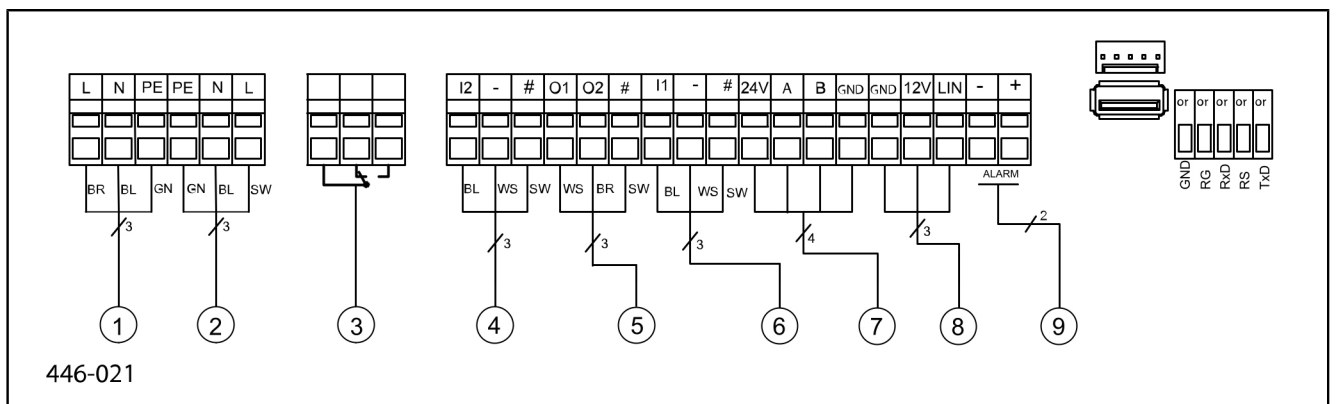 L N PE PE N L
I2 - # O1 O2 # I1 - # 24V A B GND GND 12V LIN - +
or or or or or
BR BL GN GN BL SW
BL WS SW WS BR SW BL WS SW
ALARM
GND RG RxD RS TxD
3 3 3 3 3 4 3 2
1 2 3 4 5 6 7 8 9
446-021